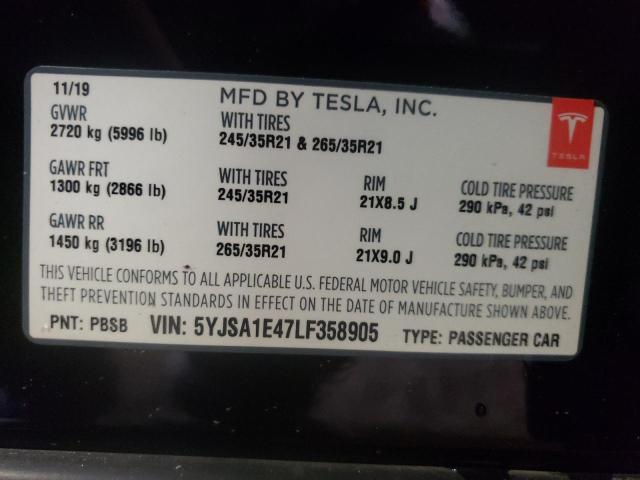 11/19
MFD BY TESLA, INC.
GVWR
2720 kg (5996 lb)
WITH TIRES
245/35R21 & 265/35R21
TESLA
GAWR FRT
1300 kg (2866 lb)
WITH TIRES
245/35R21
RIM
21X8.5 J
COLD TIRE PRESSURE
290 kPa, 42 psi
GAWR RR
1450 kg (3196 lb)
WITH TIRES
265/35R21
RIM
21X9.0 J
COLD TIRE PRESSURE
290 kPa, 42 psi
THIS VEHICLE CONFORMS TO ALL APPLICABLE U.S. FEDERAL MOTOR VEHICLE SAFETY, BUMPER, AND
THEFT PREVENTION STANDARDS IN EFFECT ON THE DATE OF MANUFACTURE SHOWN ABOVE.
PNT: PBSB VIN: 5YJSA1E47LF358905 TYPE: PASSENGER CAR